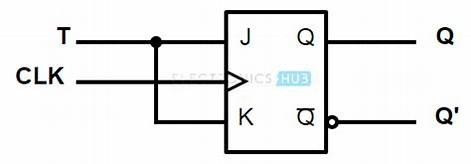 T J Q Q
CLK
ELECTRONICS HUB
K Q̅ Q'